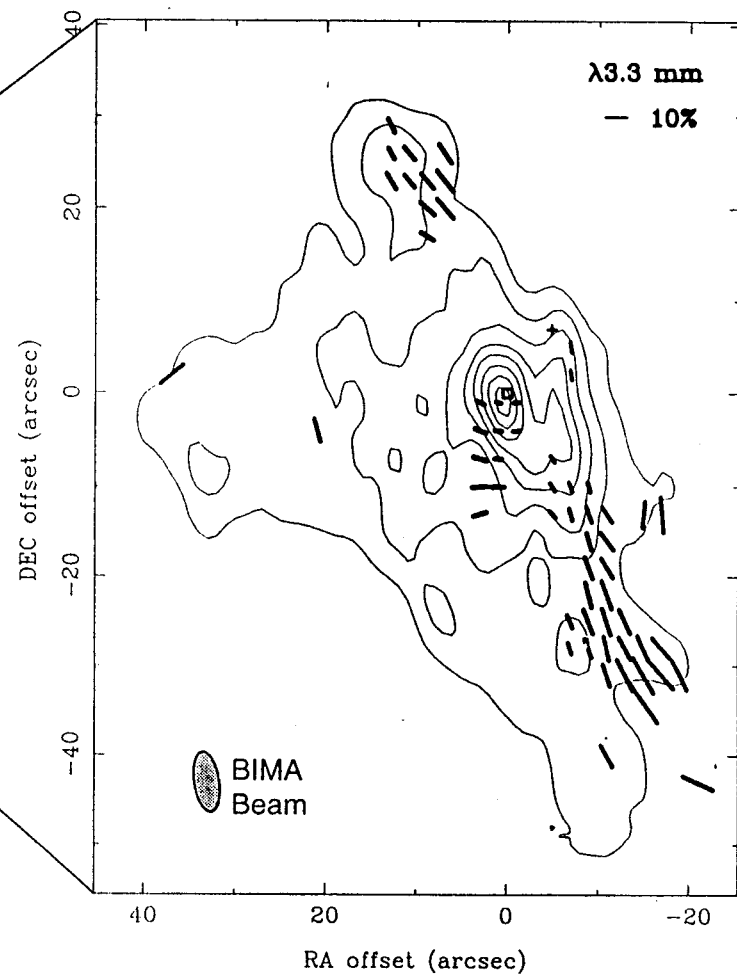 40
λ3.3 mm
— 10%
20
0
DEC offset (arcsec)
-20
-40
BIMA
Beam
40
20
0
-20
RA offset (arcsec)